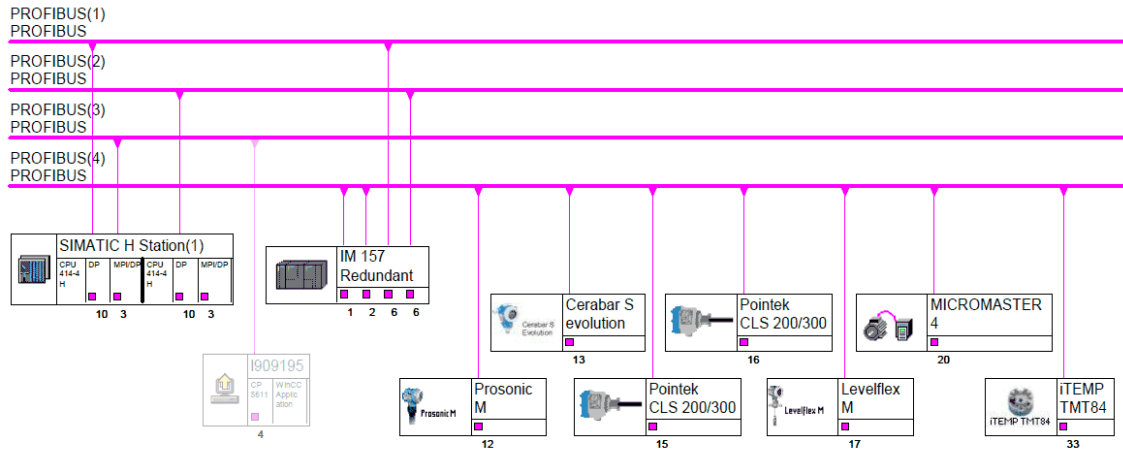 PROFIBUS(1)
PROFIBUS
PROFIBUS(2)
PROFIBUS
PROFIBUS(3)
PROFIBUS
PROFIBUS(4)
PROFIBUS
SIMATIC H Station(1)
CPU
414-4
H
DP
MPI/DP
CPU
414-4
H
DP
MPI/DP
10
3
10
3
IM 157
Redundant
1
2
6
6
I909195
CP
5611
WinCC
Applic
ation
4
Cerabar S
Evolution
Cerabar S
evolution
13
Pointek
CLS 200/300
16
MICROMASTER
4
20
Prosonic M
Prosonic
M
12
Pointek
CLS 200/300
15
Levelflex M
Levelflex
M
17
iTEMP TMT84
iTEMP
TMT84
33